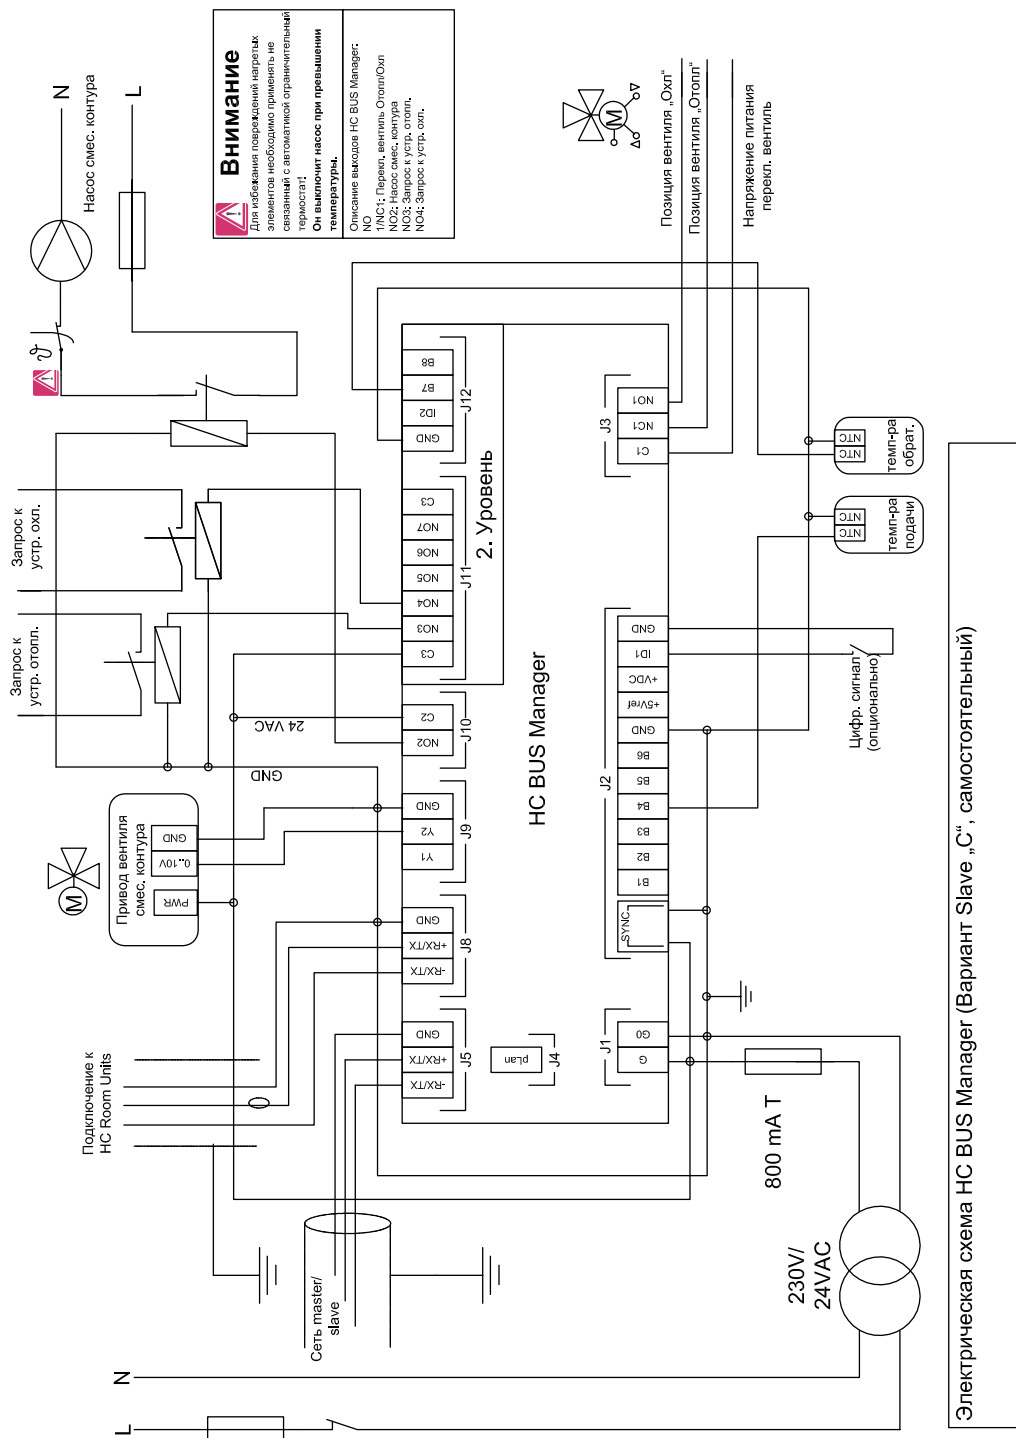 Внимание
Для избежания повреждений нагретых
элементов необходимо применять не
связанный с автоматикой ограничительный
термостат!
Он выключит насос при превышении
температуры.
Описание выходов HC BUS Manager:
NO
1/NC1: Перекл. вентиль Отопл/Охл
NO2: Насос смес. контура
NO3: Запрос к устр. отопл.
NO4: Запрос к устр. охл.
N
L
Насос смес. контура
ϑ
Запрос к
устр. охл.
Запрос к
устр. отопл.
24 VAC
GND
M
Привод вентиля
смес. контура
PWR
0...10V
GND
Подключение к
HC Room Units
Сеть master/
slave
M
Позиция вентиля „Охл“
Позиция вентиля „Отопл“
Напряжение питания
перекл. вентиль
-RX/TX
+RX/TX
GND
J5
-RX/TX
+RX/TX
GND
J8
Y1
Y2
GND
J9
NO2
C2
J10
C3
NO3
NO4
NO5
NO6
NO7
C3
J11
GND
ID2
B7
B8
J12
2. Уровень
HC BUS Manager
pLan
J4
G
G0
J1
SYNC
B1
B2
B3
B4
B5
B6
GND
+5Vref
+VDC
ID1
GND
J2
C1
NC1
NO1
J3
NTC
NTC
темп-ра
подачи
NTC
NTC
темп-ра
обрат.
Цифр. сигнал
(опционально)
800 mA T
230V/
24VAC
N
L
Электрическая схема HC BUS Manager (Вариант Slave „C“, самостоятельный)